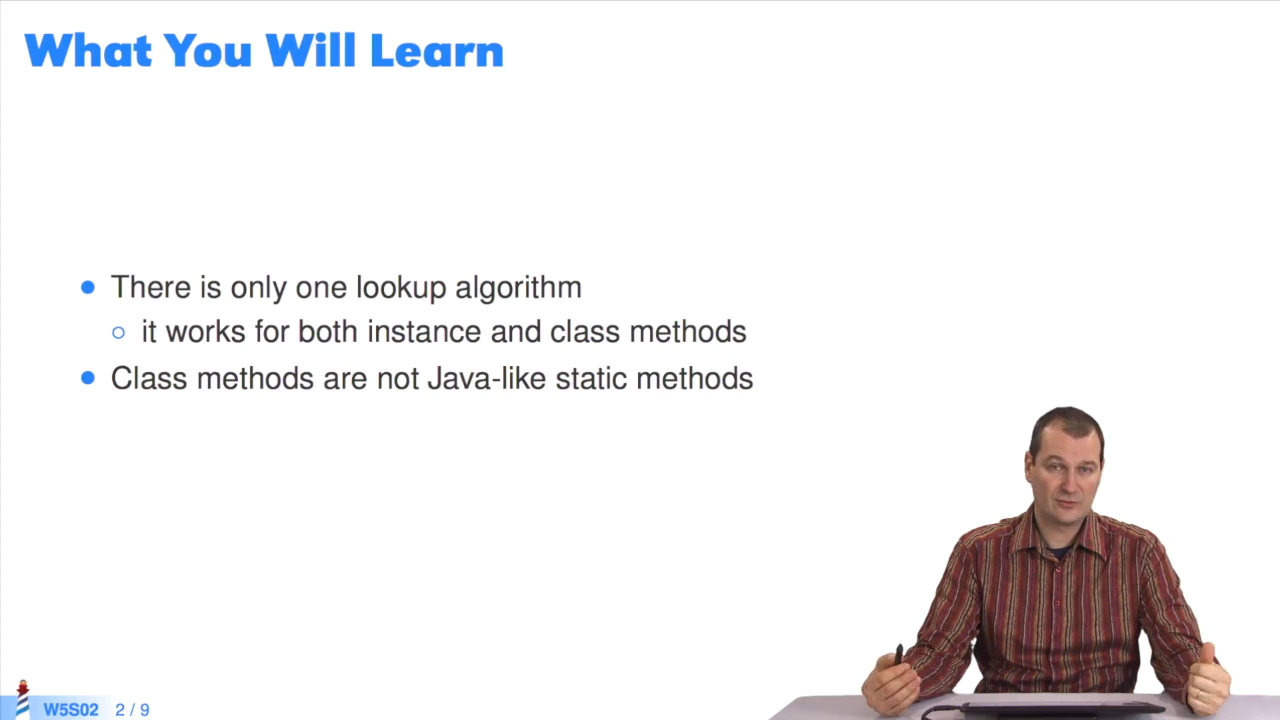 What You Will Learn
There is only one lookup algorithm
it works for both instance and class methods
Class methods are not Java-like static methods
W5S02 2 / 9